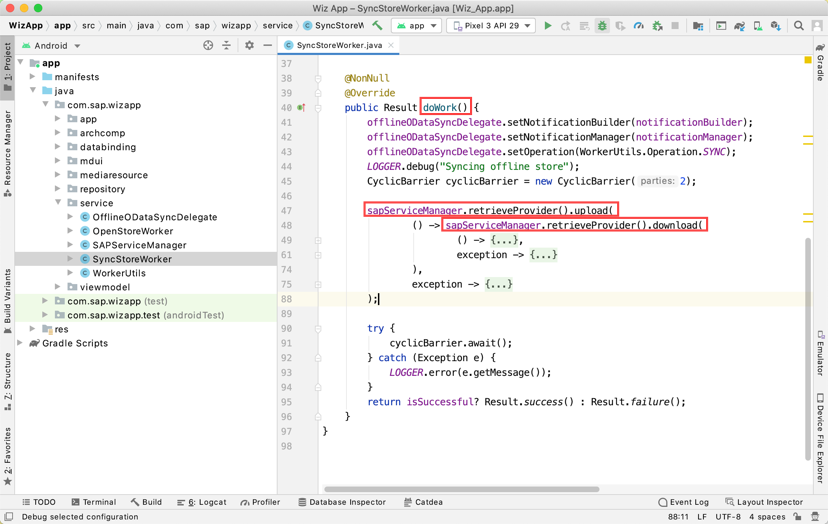 Wiz App – SyncStoreWorker.java [Wiz_App.app]
WizApp app src main java com sap wizapp service SyncStoreW app Pixel 3 API 29
Android
SyncStoreWorker.java
1: Project
Resource Manager
Build Variants
Z: Structure
2: Favorites
app
manifests
java
com.sap.wizapp
app
archcomp
databinding
mdui
mediaresource
repository
service
OfflineODataSyncDelegate
OpenStoreWorker
SAPServiceManager
SyncStoreWorker
WorkerUtils
viewmodel
com.sap.wizapp (test)
com.sap.wizapp.test (androidTest)
res
Gradle Scripts
37
38 @NonNull
39 @Override
40 public Result doWork() {
41 offlineODataSyncDelegate.setNotificationBuilder(notificationBuilder);
42 offlineODataSyncDelegate.setNotificationManager(notificationManager);
43 offlineODataSyncDelegate.setOperation(WorkerUtils.Operation.SYNC);
44 LOGGER.debug("Syncing offline store");
45 CyclicBarrier cyclicBarrier = new CyclicBarrier( parties: 2);
46
47 sapServiceManager.retrieveProvider().upload(
48 () -> sapServiceManager.retrieveProvider().download(
49 () -> {...},
61 exception -> {...}
74 ),
75 exception -> {...}
88 );
89
90 try {
91 cyclicBarrier.await();
92 } catch (Exception e) {
93 LOGGER.error(e.getMessage());
94 }
95 return isSuccessful? Result.success() : Result.failure();
96 }
97 }
98
Gradle
Emulator
Device File Explorer
TODO Terminal Build 6: Logcat Profiler Database Inspector Catdea Event Log Layout Inspector
Debug selected configuration 88:11 LF UTF-8 4 spaces